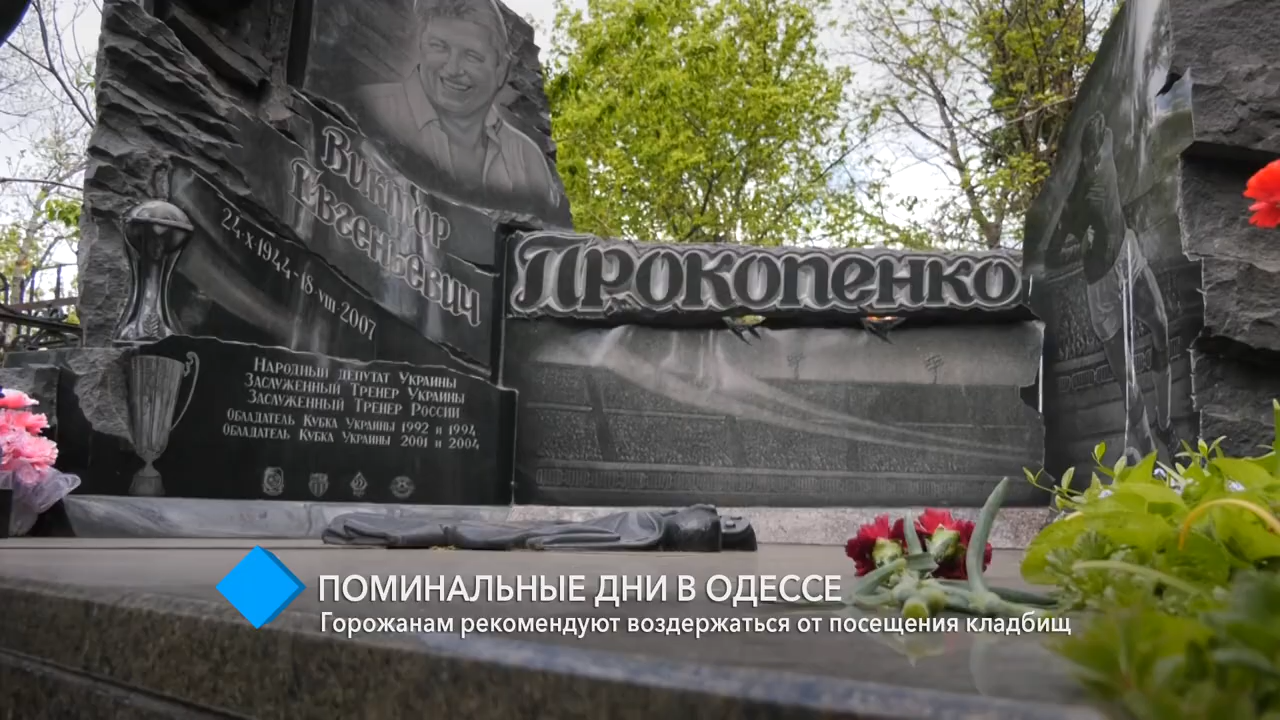 Виктор
Евгеньевич
24-X-1944-18-VIII-2007
Прокопенко
Народный депутат Украины
Заслуженный Тренер Украины
Заслуженный Тренер России
Обладатель Кубка Украины 1992 и 1994
Обладатель Кубка Украины 2001 и 2004
ПОМИНАЛЬНЫЕ ДНИ В ОДЕССЕ
Горожанам рекомендуют воздержаться от посещения кладбищ